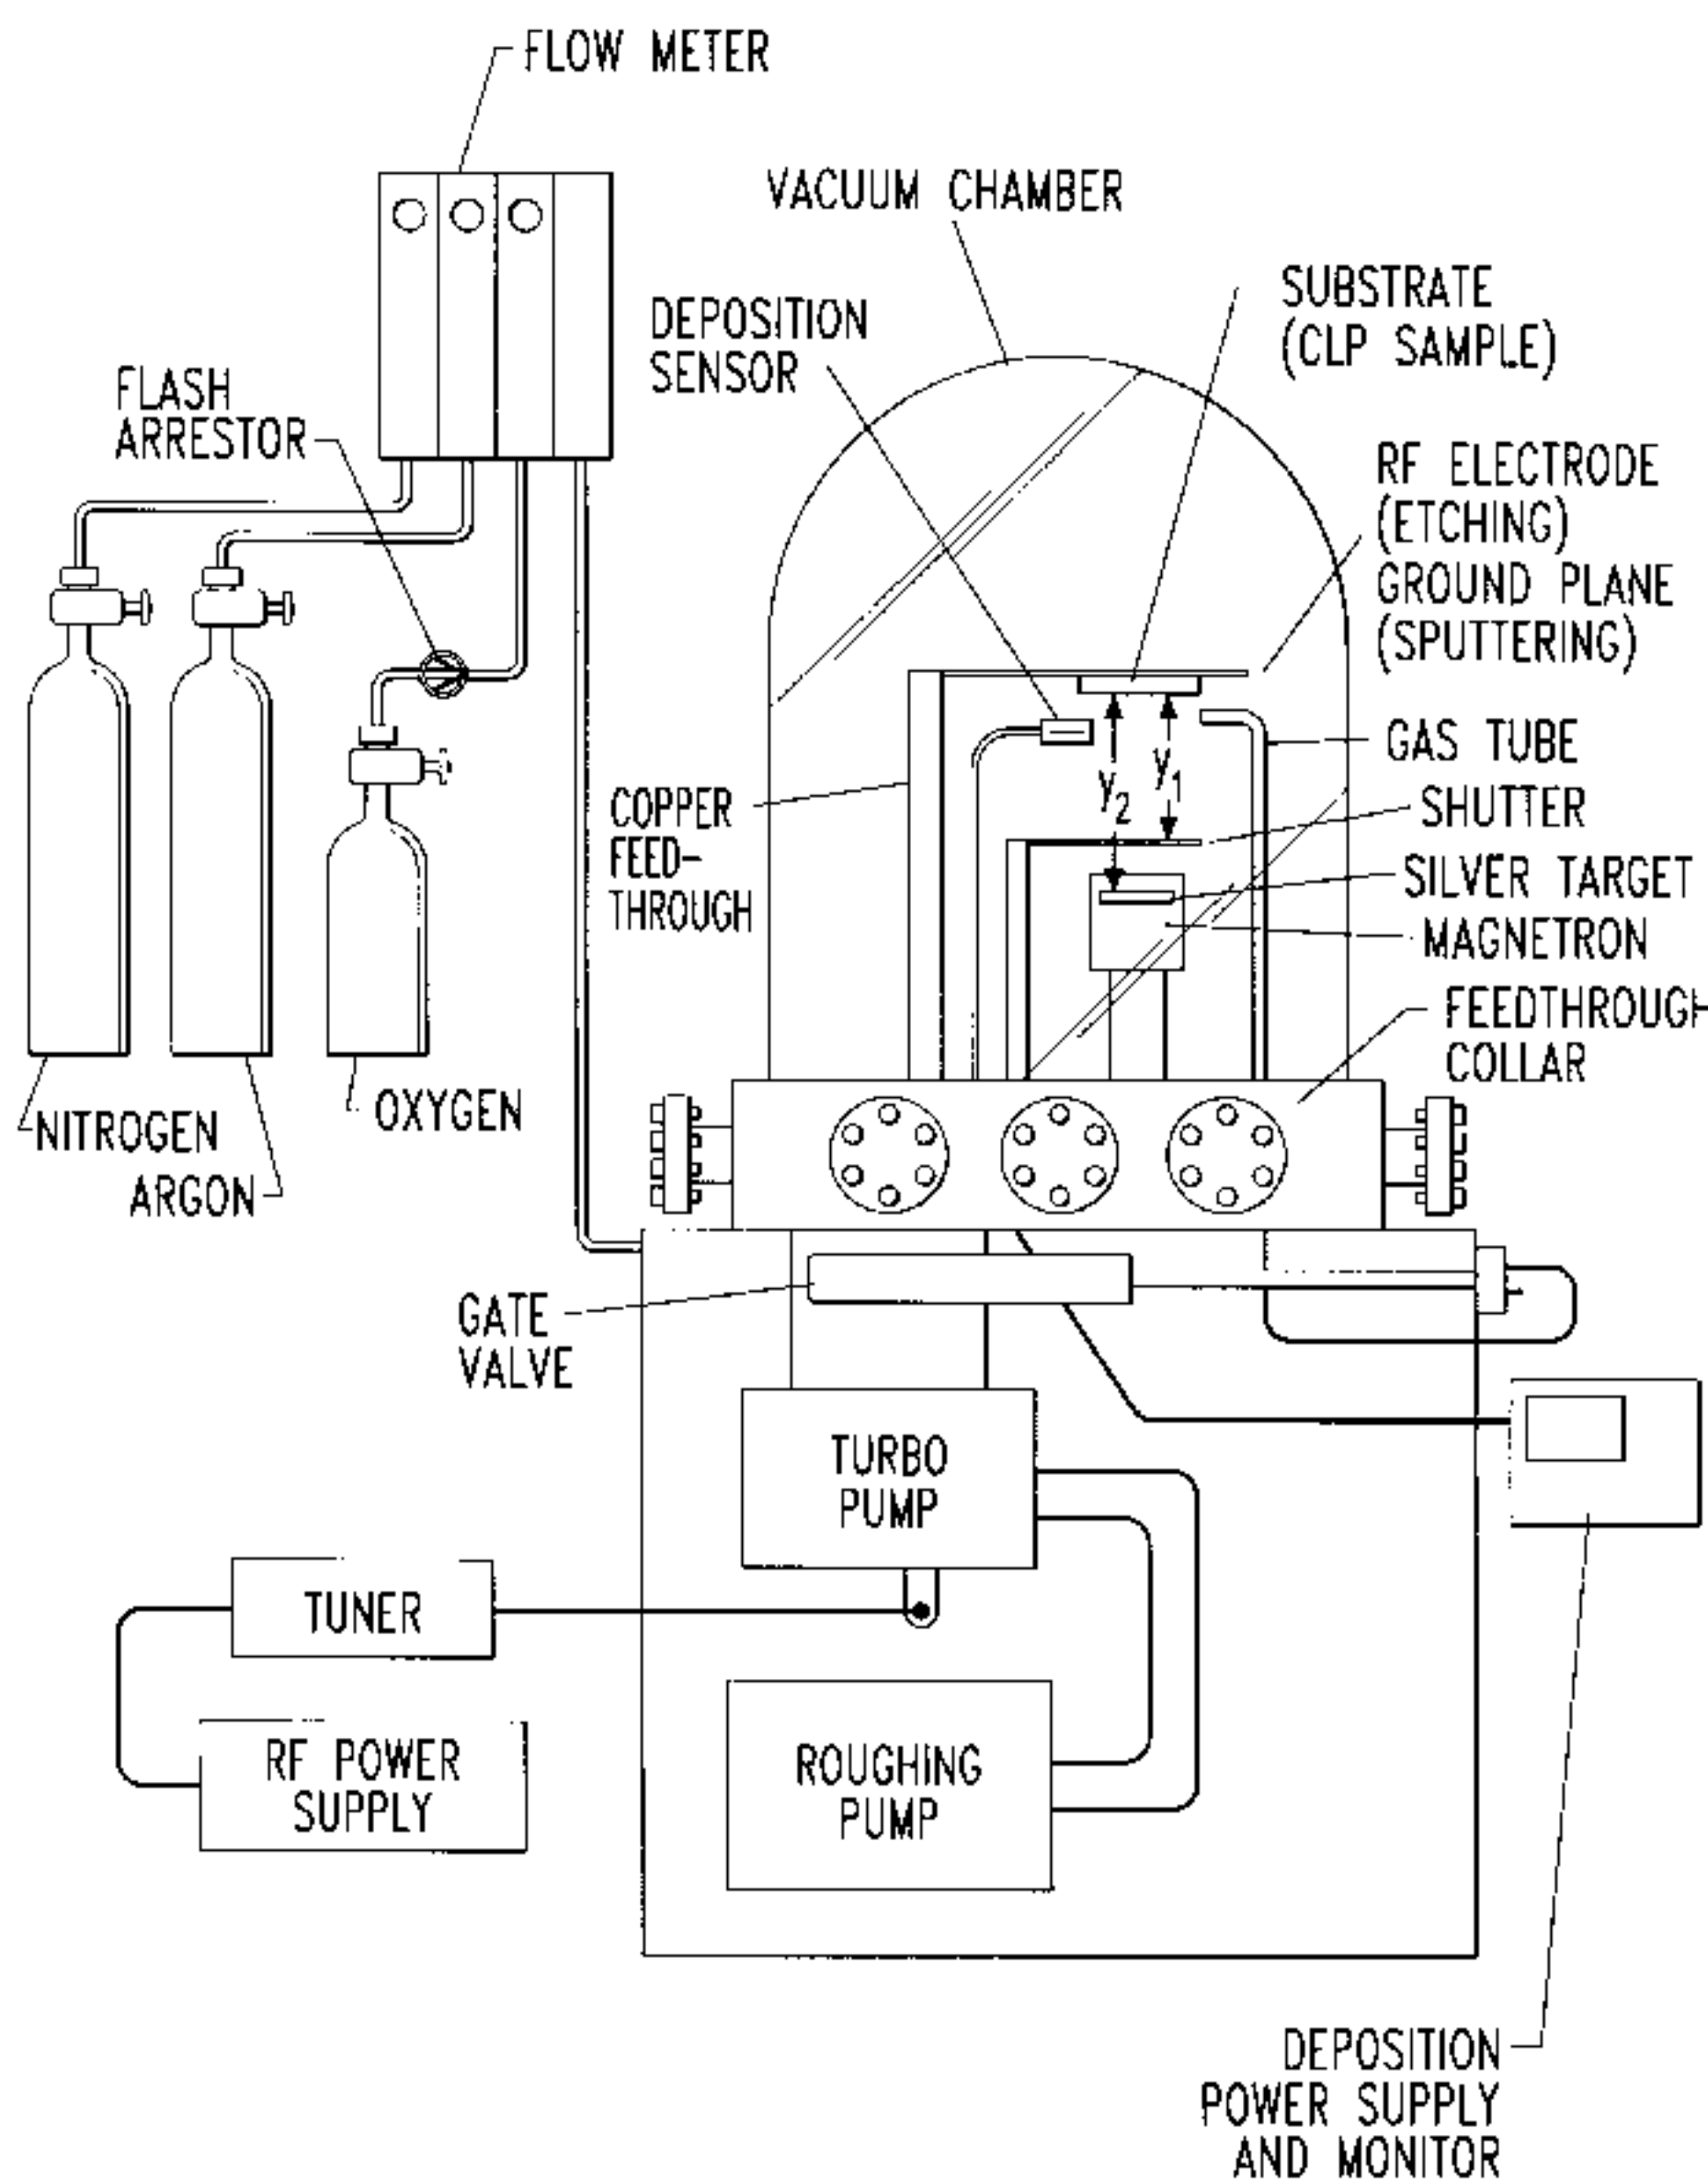 FLOW METER
VACUUM CHAMBER
SUBSTRATE
(CLP SAMPLE)
DEPOSITION
SENSOR
FLASH
ARRESTOR
RF ELECTRODE
(ETCHING)
GROUND PLANE
(SPUTTERING)
GAS TUBE
SHUTTER
SILVER TARGET
MAGNETRON
FEEDTHROUGH
COLLAR
COPPER
FEED-
THROUGH
y2
y1
NITROGEN
ARGON
OXYGEN
GATE
VALVE
TURBO
PUMP
TUNER
RF POWER
SUPPLY
ROUGHING
PUMP
DEPOSITION
POWER SUPPLY
AND MONITOR